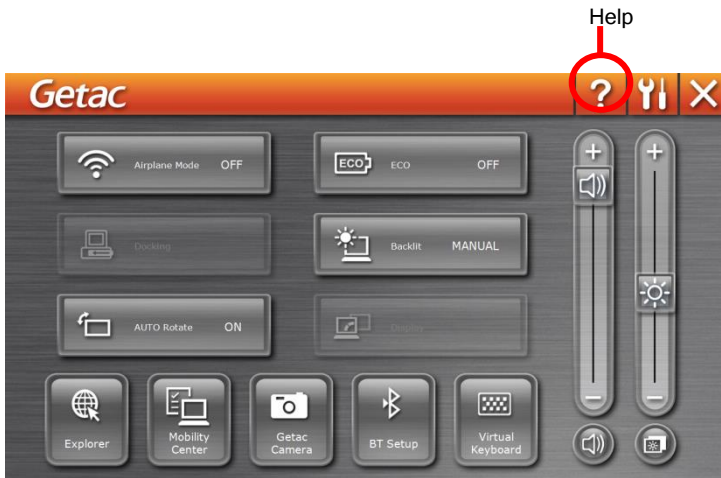 Help
Getac
?
Airplane Mode OFF
ECO ECO OFF
Docking
Backlit MANUAL
AUTO Rotate ON
Display
Explorer
Mobility
Center
Getac
Camera
BT Setup
Virtual
Keyboard